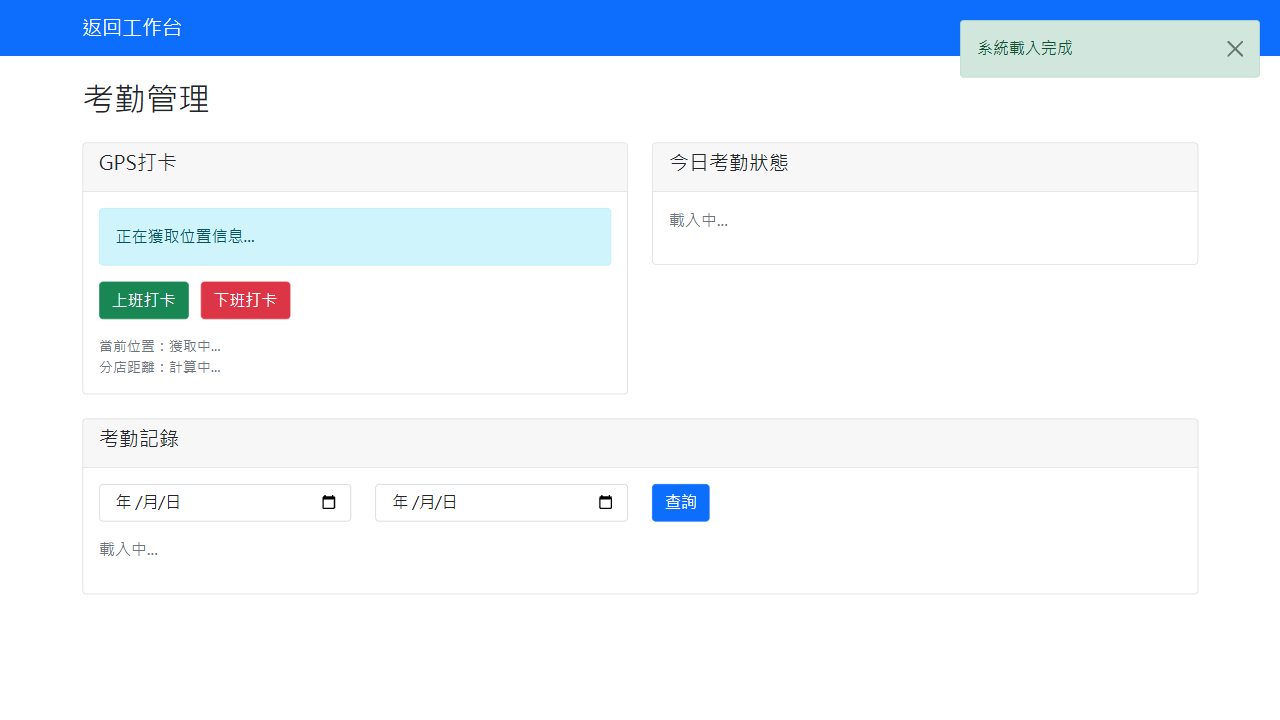 返回工作台
系統載入完成
考勤管理
GPS打卡
正在獲取位置信息...
上班打卡 下班打卡
當前位置：獲取中...
分店距離：計算中...
今日考勤狀態
載入中...
考勤記錄
年 /月/日 年 /月/日 查詢
載入中...